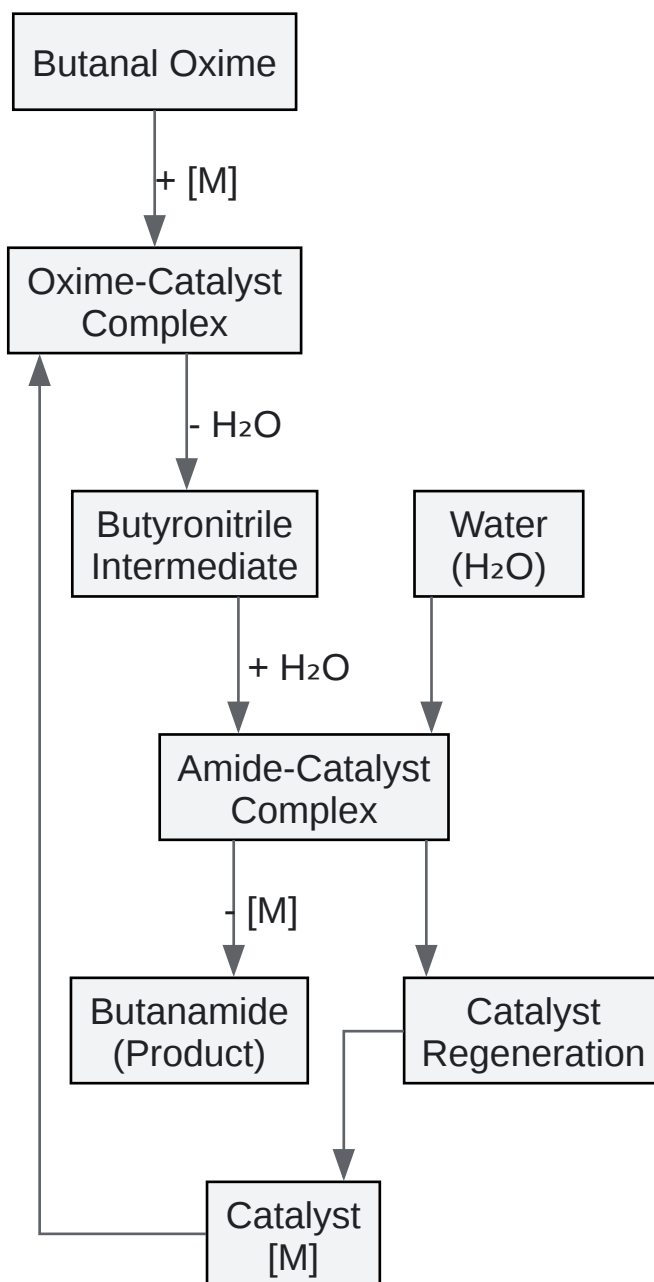 Butanal Oxime
+ [M]
Oxime-Catalyst
Complex
- H₂O
Butyronitrile
Intermediate
Water
(H₂O)
+ H₂O
Amide-Catalyst
Complex
- [M]
Butanamide
(Product)
Catalyst
Regeneration
Catalyst
[M]